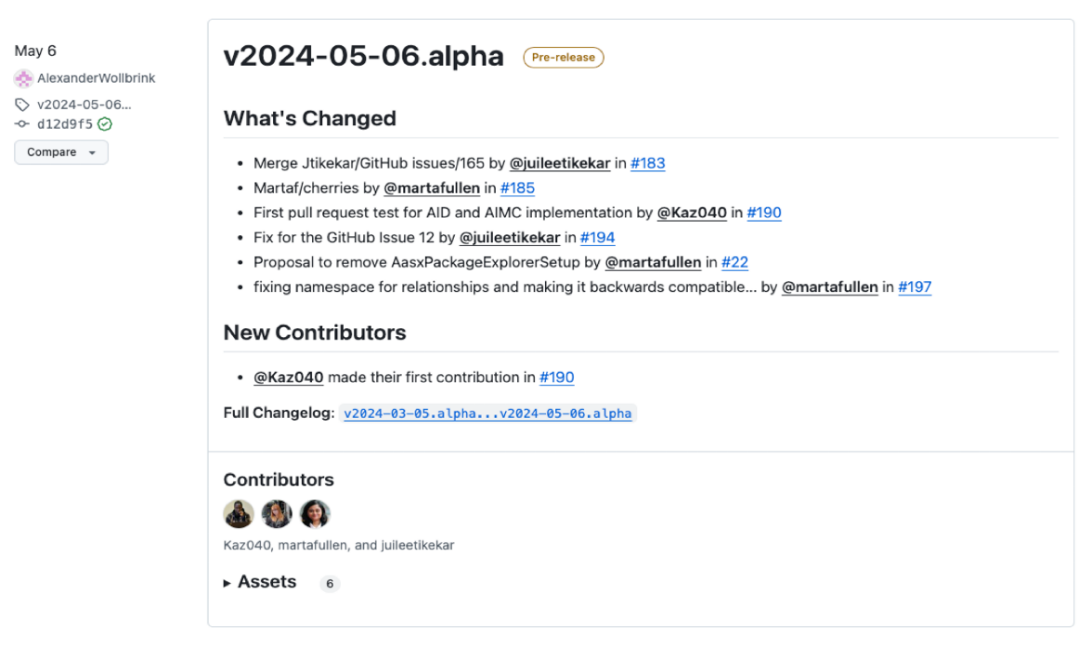 May 6
AlexanderWollbrink
v2024-05-06...
d12d9f5
Compare
v2024-05-06.alpha Pre-release
What's Changed
• Merge Jtikekar/GitHub issues/165 by @juileetikekar in #183
• Martaf/cherries by @martafullen in #185
• First pull request test for AID and AIMC implementation by @Kaz040 in #190
• Fix for the GitHub Issue 12 by @juileetikekar in #194
• Proposal to remove AasxPackageExplorerSetup by @martafullen in #22
• fixing namespace for relationships and making it backwards compatible... by @martafullen in #197
New Contributors
• @Kaz040 made their first contribution in #190
Full Changelog: v2024-03-05.alpha...v2024-05-06.alpha
Contributors
Kaz040, martafullen, and juileetikekar
Assets 6